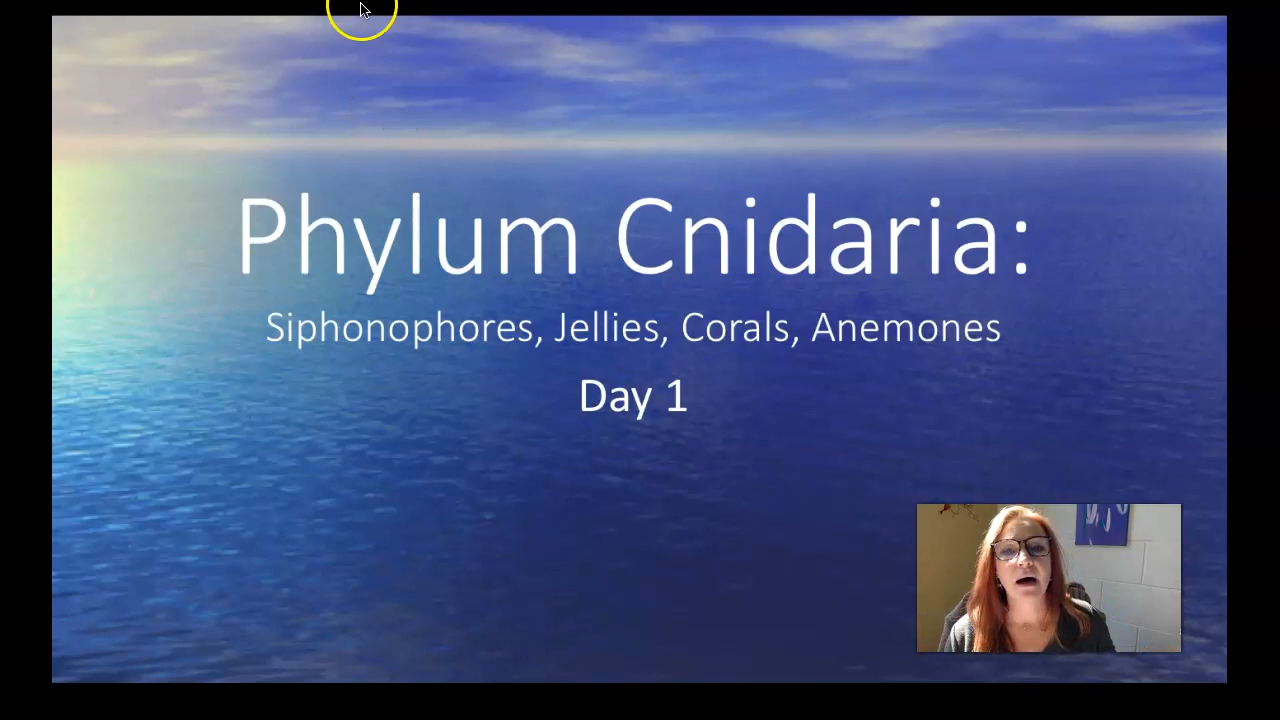 Phylum Cnidaria:
Siphonophores, Jellies, Corals, Anemones
Day 1